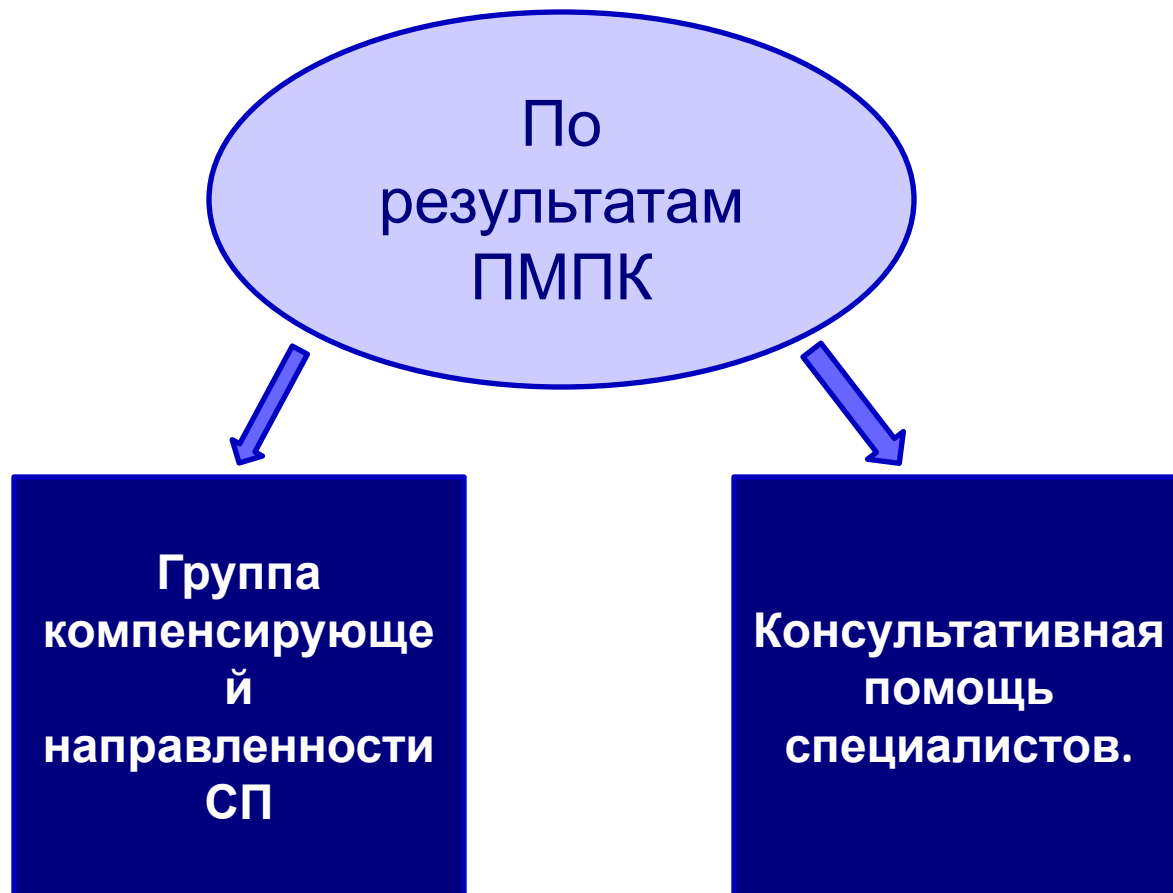 По
результатам
ПМПК
Группа
компенсирующе
й
направленности
СП
Консультативная
помощь
специалистов.